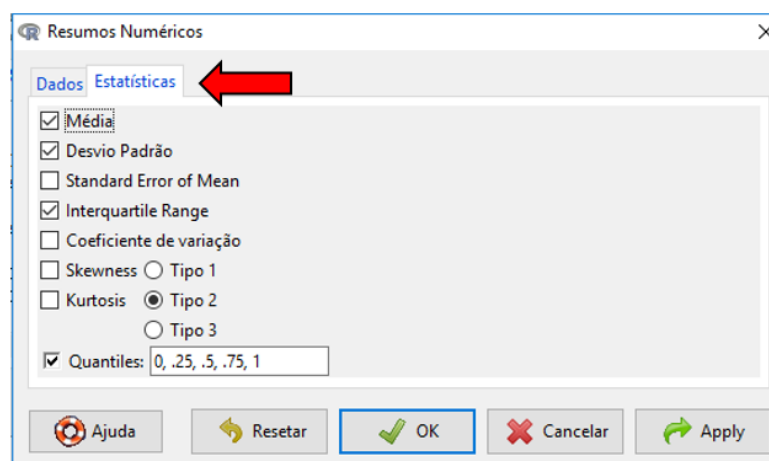 Resumos Numéricos
Dados Estatísticas
Média
Desvio Padrão
Standard Error of Mean
Interquartile Range
Coeficiente de variação
Skewness Tipo 1
Kurtosis Tipo 2
Tipo 3
Quantiles: 0, .25, .5, .75, 1
Ajuda Resetar OK Cancelar Apply